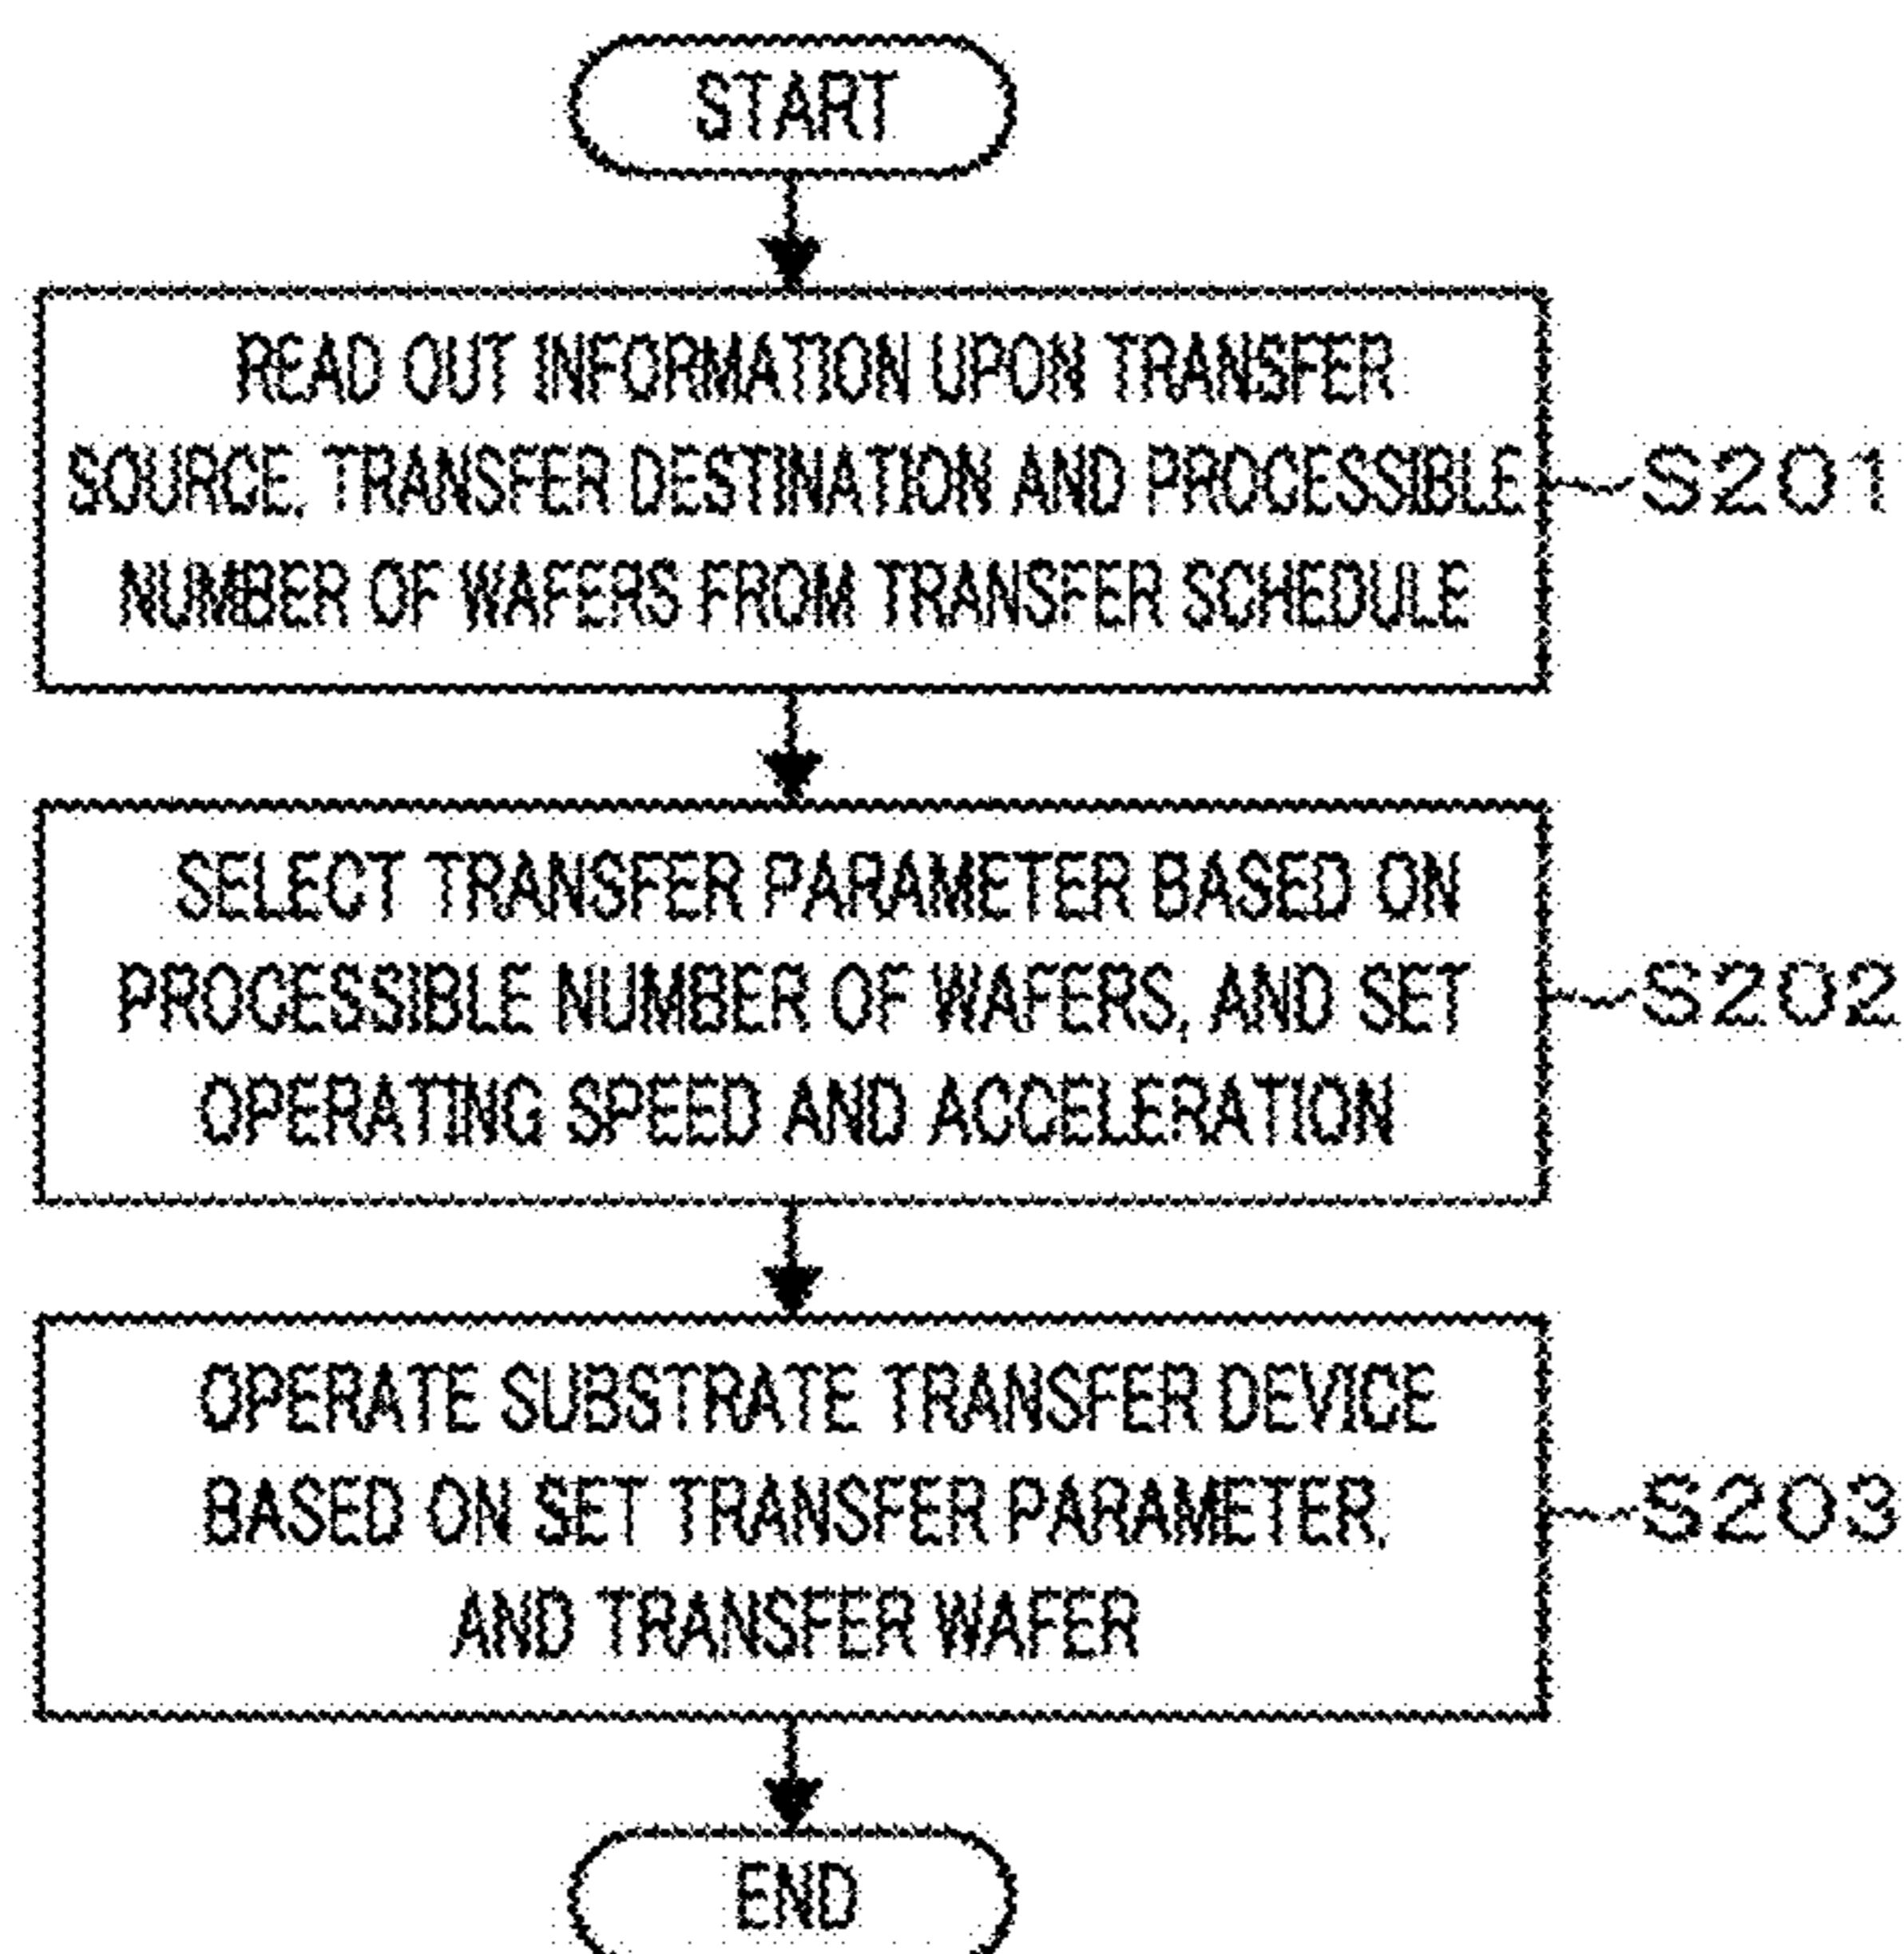 START
READ OUT INFORMATION UPON TRANSFER
SOURCE, TRANSFER DESTINATION AND PROCESSIBLE
NUMBER OF WAFERS FROM TRANSFER SCHEDULE
S201
SELECT TRANSFER PARAMETER BASED ON
PROCESSIBLE NUMBER OF WAFERS, AND SET
OPERATING SPEED AND ACCELERATION
S202
OPERATE SUBSTRATE TRANSFER DEVICE
BASED ON SET TRANSFER PARAMETER,
AND TRANSFER WAFER
S203
END